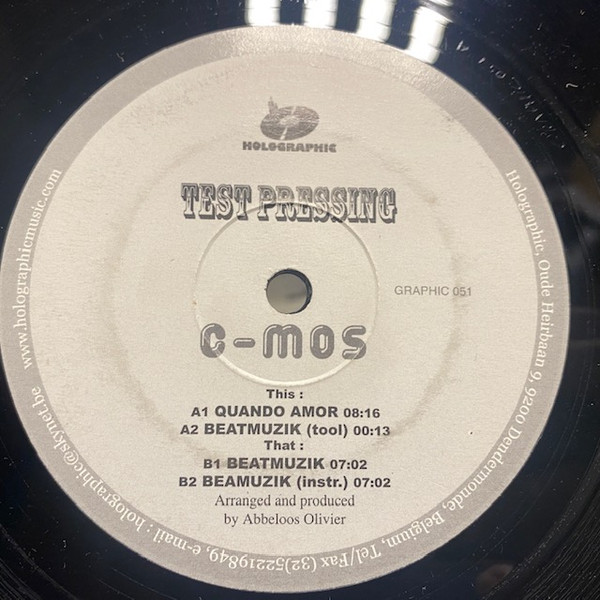 HOLOGRAPHIC
TEST PRESSING
GRAPHIC 051
C-MOS
This :
A1 QUANDO AMOR 08:16
A2 BEATMUZIK (tool) 00:13
That :
B1 BEATMUZIK 07:02
B2 BEAMUZIK (instr.) 07:02
Arranged and produced
by Abbeloos Olivier
Holographic, Oude Heirbaan 9, 9200 Dendermonde, Belgium, Tel/Fax (32)52219849, e-mail : holographic@skynet.be www.holographicmusic.com